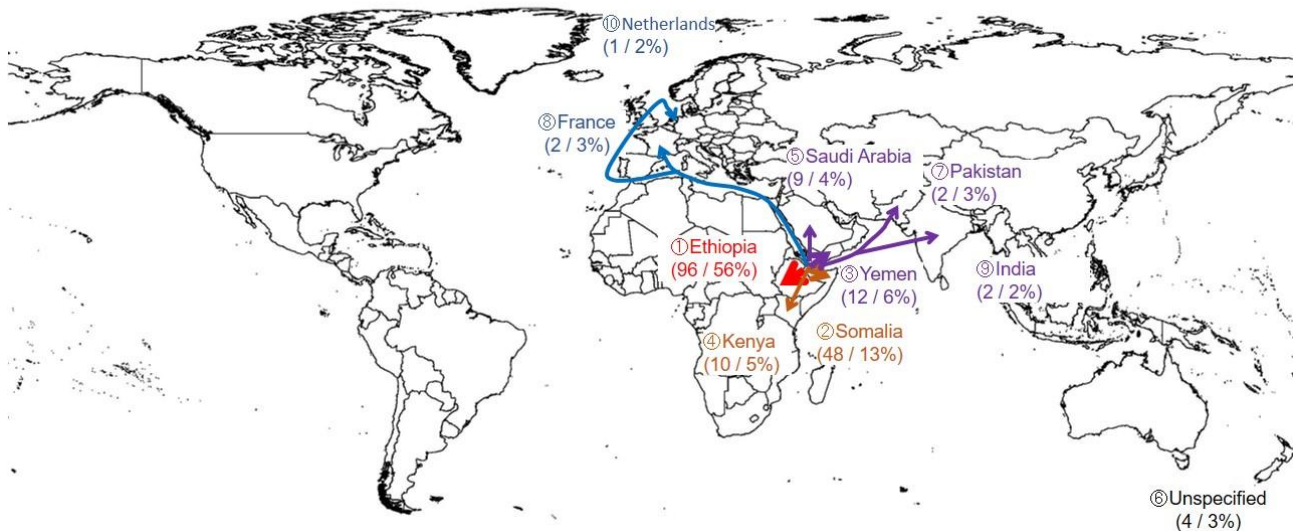 ⑩Netherlands
(1 / 2%)
⑧France
(2 / 3%)
⑤Saudi Arabia
(9 / 4%)
⑦Pakistan
(2 / 3%)
①Ethiopia
(96 / 56%)
③Yemen
(12 / 6%)
⑨India
(2 / 2%)
④Kenya
(10 / 5%)
②Somalia
(48 / 13%)
⑥Unspecified
(4 / 3%)